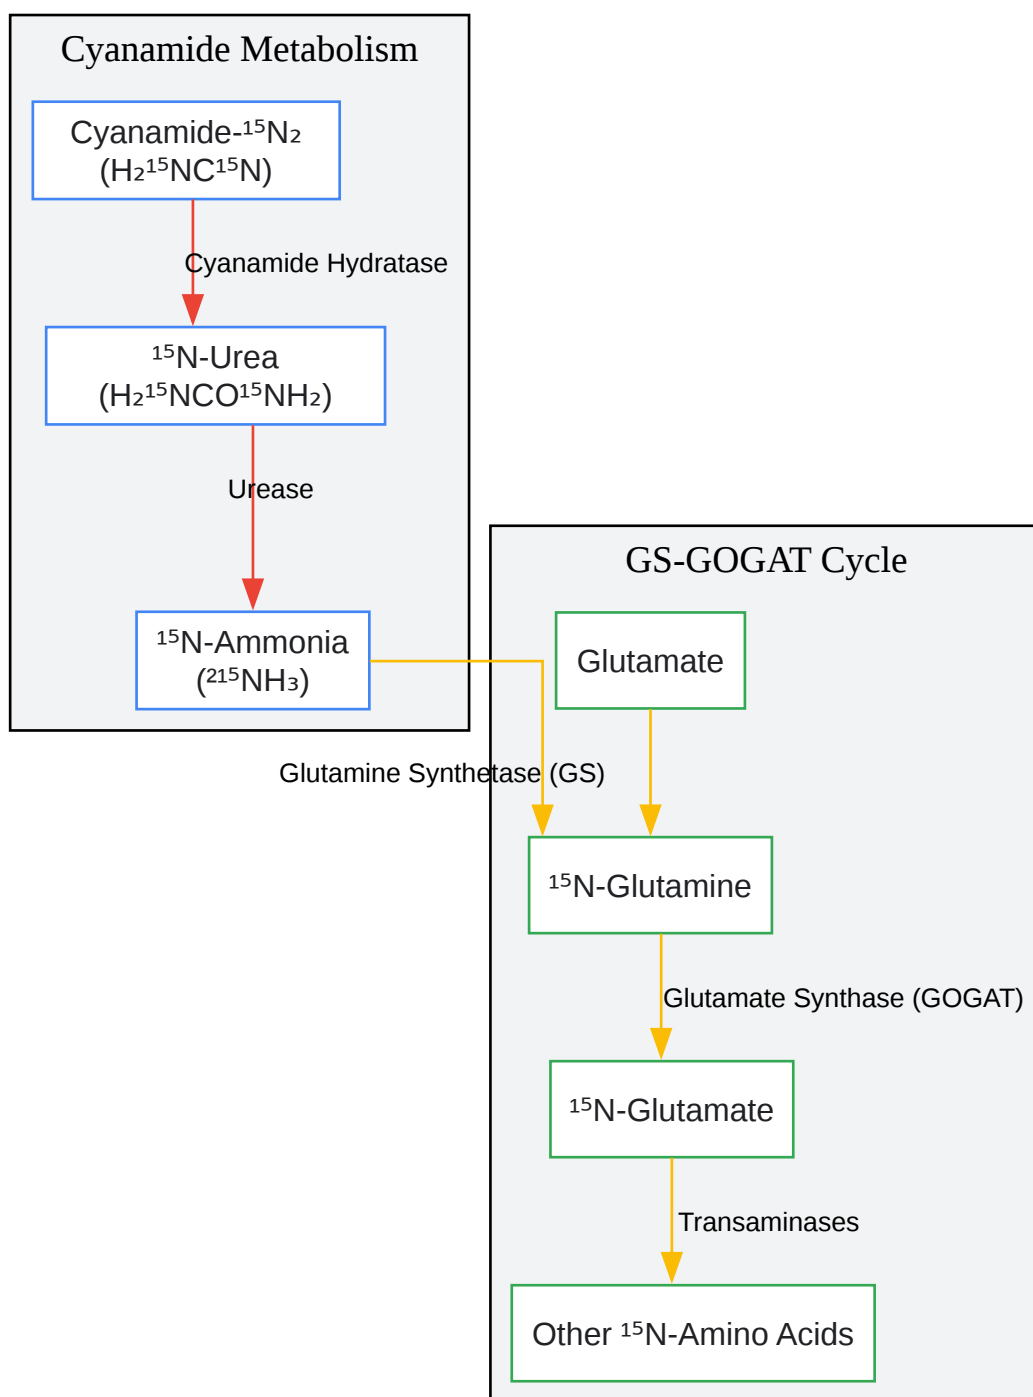 Cyanamide Metabolism
Cyanamide-¹⁵N₂
(H₂¹⁵NC¹⁵N)
Cyanamide Hydratase
¹⁵N-Urea
(H₂¹⁵NCO¹⁵NH₂)
Urease
¹⁵N-Ammonia
(²¹⁵NH₃)
GS-GOGAT Cycle
Glutamate
Glutamine Synthetase (GS)
¹⁵N-Glutamine
Glutamate Synthase (GOGAT)
¹⁵N-Glutamate
Transaminases
Other ¹⁵N-Amino Acids